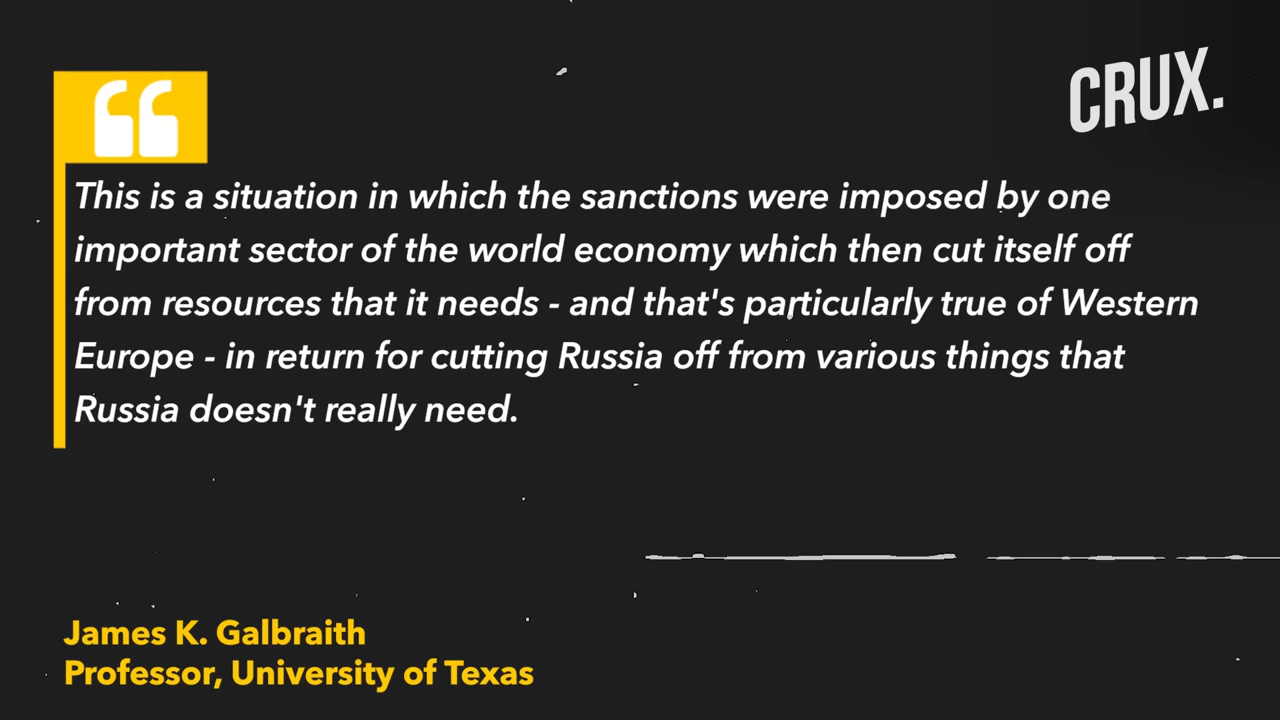 CRUX.
This is a situation in which the sanctions were imposed by one
important sector of the world economy which then cut itself off
from resources that it needs - and that's particularly true of Western
Europe - in return for cutting Russia off from various things that
Russia doesn't really need.
James K. Galbraith
Professor, University of Texas